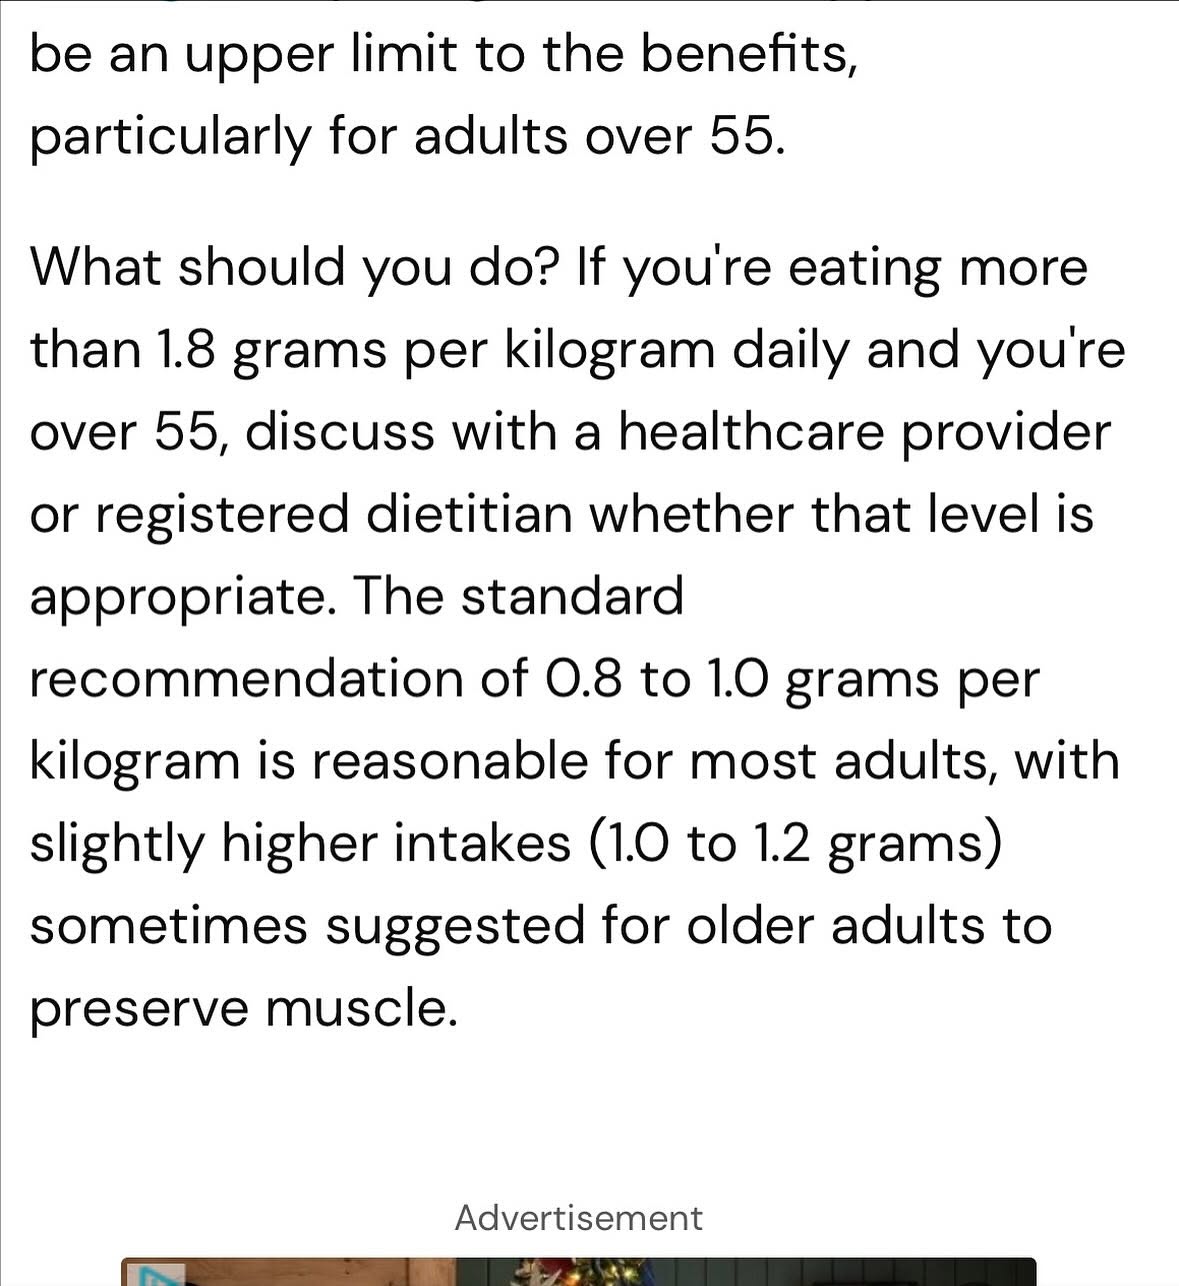 be an upper limit to the benefits,
particularly for adults over 55.
What should you do? If you're eating more
than 1.8 grams per kilogram daily and you're
over 55, discuss with a healthcare provider
or registered dietitian whether that level is
appropriate. The standard
recommendation of 0.8 to 1.0 grams per
kilogram is reasonable for most adults, with
slightly higher intakes (1.0 to 1.2 grams)
sometimes suggested for older adults to
preserve muscle.
Advertisement